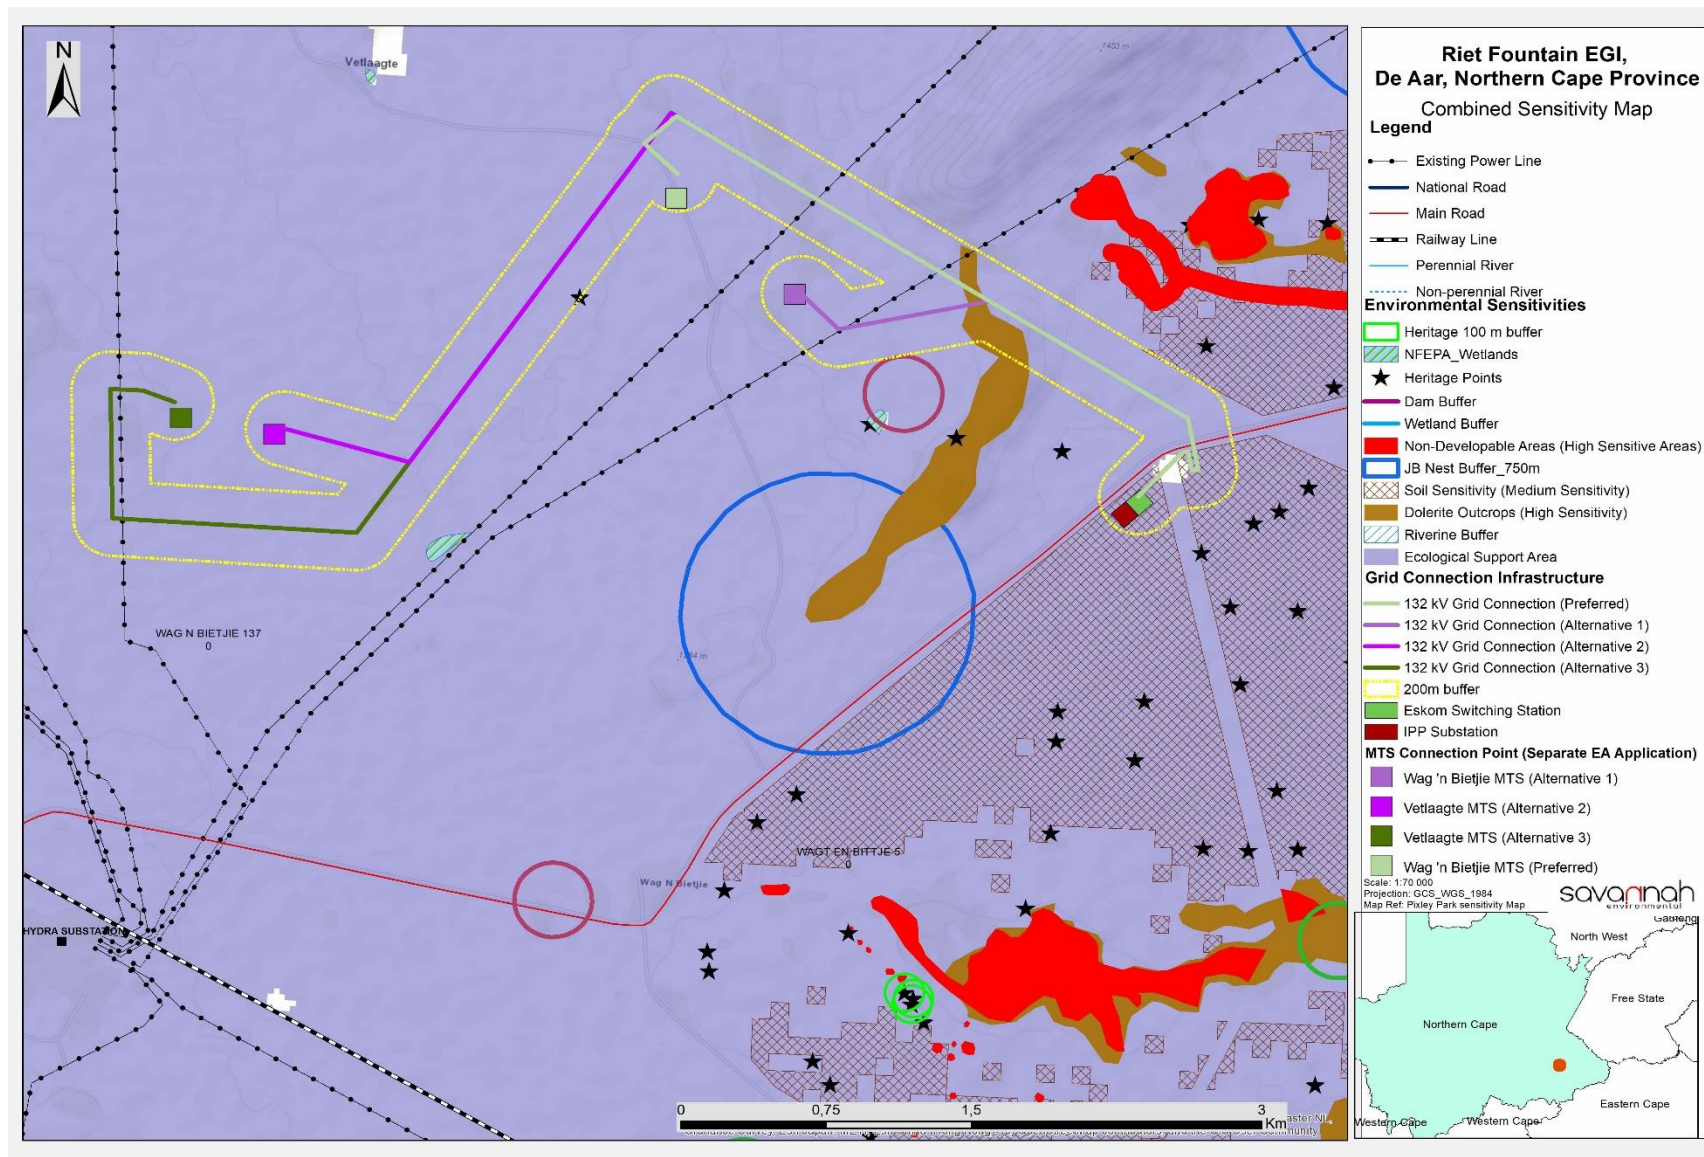 N
Vetlaagte
1403 m
WAG N BIETJIE 137
0
WAGT EN BITTJE 5
0
Wag N Bietjie
HYDRA SUBSTATION
0
0,75
1,5
3
Km
Riet Fountain EGI,
De Aar, Northern Cape Province
Combined Sensitivity Map
Legend
Existing Power Line
National Road
Main Road
Railway Line
Perennial River
Non-perennial River
Environmental Sensitivities
Heritage 100 m buffer
NFEPA_Wetlands
Heritage Points
Dam Buffer
Wetland Buffer
Non-Developable Areas (High Sensitive Areas)
JB Nest Buffer_750m
Soil Sensitivity (Medium Sensitivity)
Dolerite Outcrops (High Sensitivity)
Riverine Buffer
Ecological Support Area
Grid Connection Infrastructure
132 kV Grid Connection (Preferred)
132 kV Grid Connection (Alternative 1)
132 kV Grid Connection (Alternative 2)
132 kV Grid Connection (Alternative 3)
200m buffer
Eskom Switching Station
IPP Substation
MTS Connection Point (Separate EA Application)
Wag 'n Bietjie MTS (Alternative 1)
Vetlaagte MTS (Alternative 2)
Vetlaagte MTS (Alternative 3)
Wag 'n Bietjie MTS (Preferred)
Scale: 1:70 000
Projection: GCS_WGS_1984
Map Ref: Pixley Park sensitivity Map
savannah
environmental
Gauteng
North West
Free State
Northern Cape
Eastern Cape
Western Cape
Western Cape